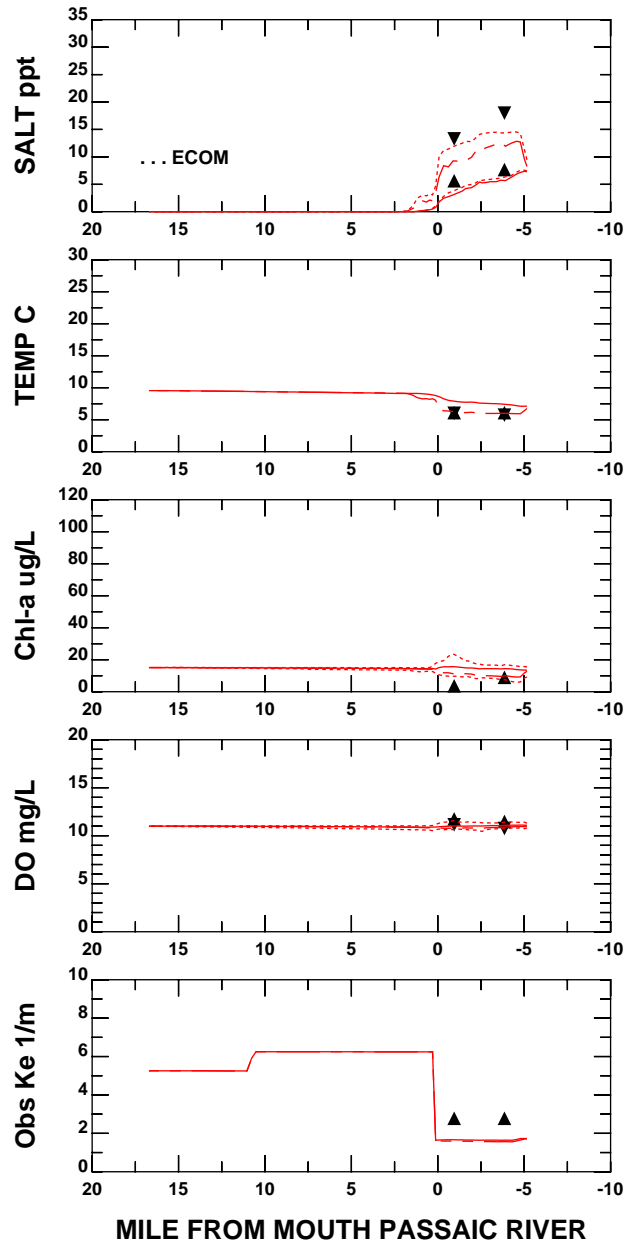 SALT ppt
35
30
25
20
15
10
5
0
. . . ECOM
20 15 10 5 0 -5 -10
TEMP C
30
25
20
15
10
5
0
20 15 10 5 0 -5 -10
Chl-a ug/L
120
100
80
60
40
20
0
20 15 10 5 0 -5 -10
DO mg/L
20
15
10
5
0
20 15 10 5 0 -5 -10
Obs Ke 1/m
10
8
6
4
2
0
20 15 10 5 0 -5 -10
MILE FROM MOUTH PASSAIC RIVER